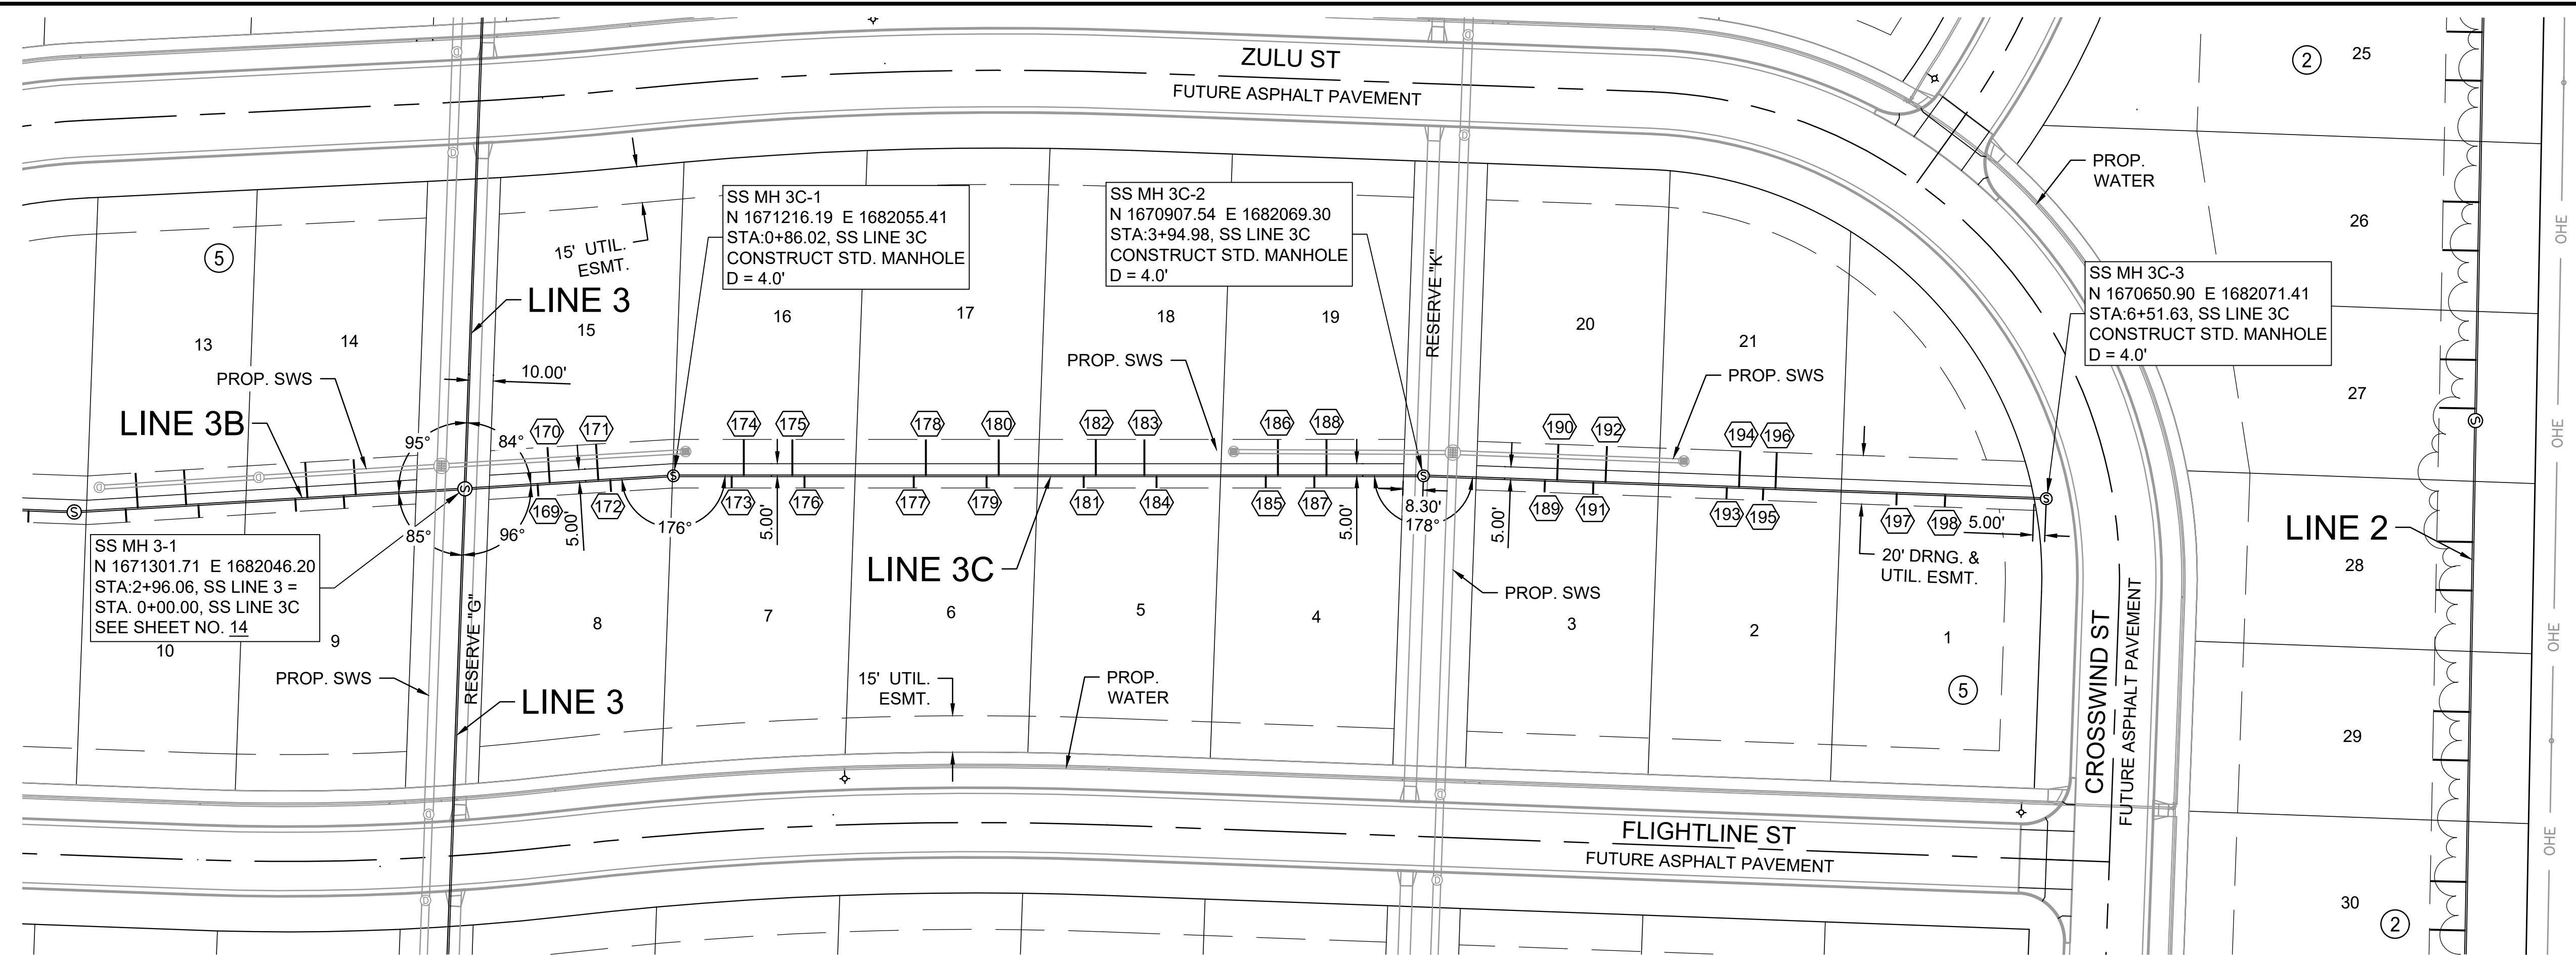 ZULU ST
FUTURE ASPHALT PAVEMENT
2
25
PROP.
WATER
26
OHE
SS MH 3C-1
N 1671216.19 E 1682055.41
STA:0+86.02, SS LINE 3C
CONSTRUCT STD. MANHOLE
D = 4.0'
SS MH 3C-2
N 1670907.54 E 1682069.30
STA:3+94.98, SS LINE 3C
CONSTRUCT STD. MANHOLE
D = 4.0'
SS MH 3C-3
N 1670650.90 E 1682071.41
STA:6+51.63, SS LINE 3C
CONSTRUCT STD. MANHOLE
D = 4.0'
5
15' UTIL.
ESMT.
LINE 3
15
16
17
18
19
RESERVE "K"
20
21
13
14
PROP. SWS
10.00'
PROP. SWS
PROP. SWS
27
OHE
LINE 3B
95°
84°
170
171
174
175
178
180
182
183
186
188
190
192
194
196
S
S
S
S
S
S
169
172
173
176
177
179
181
184
185
187
189
191
193
195
197
198
5.00'
85°
96°
5.00'
176°
5.00'
5.00'
8.30'
178°
5.00'
LINE 2
SS MH 3-1
N 1671301.71 E 1682046.20
STA:2+96.06, SS LINE 3 =
STA. 0+00.00, SS LINE 3C
SEE SHEET NO. 14
LINE 3C
20' DRNG. &
UTIL. ESMT.
28
PROP. SWS
10
9
RESERVE "G"
8
7
6
5
4
3
2
1
OHE
PROP. SWS
LINE 3
15' UTIL.
ESMT.
PROP.
WATER
5
CROSSWIND ST
FUTURE ASPHALT PAVEMENT
29
FLIGHTLINE ST
FUTURE ASPHALT PAVEMENT
OHE
30
2
D
D
D
D
D
D
D
D
D
D